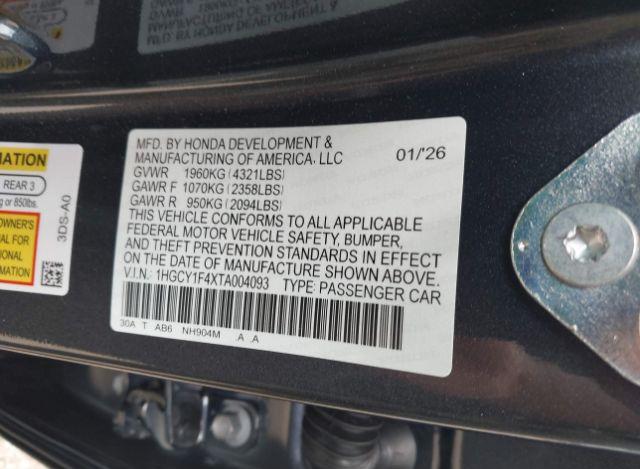 MFD. BY HONDA DEVELOPMENT &
MANUFACTURING OF AMERICA, LLC 01/'26
GVWR 1960KG(4321LBS)
GAWR F 1070KG(2358LBS)
GAWR R 950KG(2094LBS)
THIS VEHICLE CONFORMS TO ALL APPLICABLE
FEDERAL MOTOR VEHICLE SAFETY, BUMPER,
AND THEFT PREVENTION STANDARDS IN EFFECT
ON THE DATE OF MANUFACTURE SHOWN ABOVE.
V.I.N.: 1HGCY1F4XTA004093 TYPE: PASSENGER CAR
30A T AB6 NH904M .A .A
REAR 3
or 850lbs.
3DS-A0